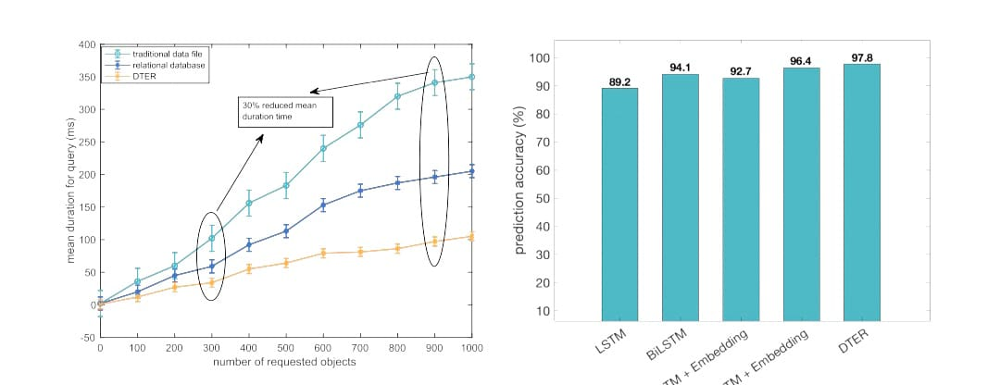 400
350
300
250
200
150
100
50
0
-50
mean duration for query (ms)
traditional data file
relational database
DTER
30% reduced mean
duration time
0 100 200 300 400 500 600 700 800 900 1000
number of requested objects
100
90
80
70
60
50
40
30
20
10
prediction accuracy (%)
89.2
94.1
92.7
96.4
97.8
LSTM
BiLSTM
TM + Embedding
TM + Embedding
DTER